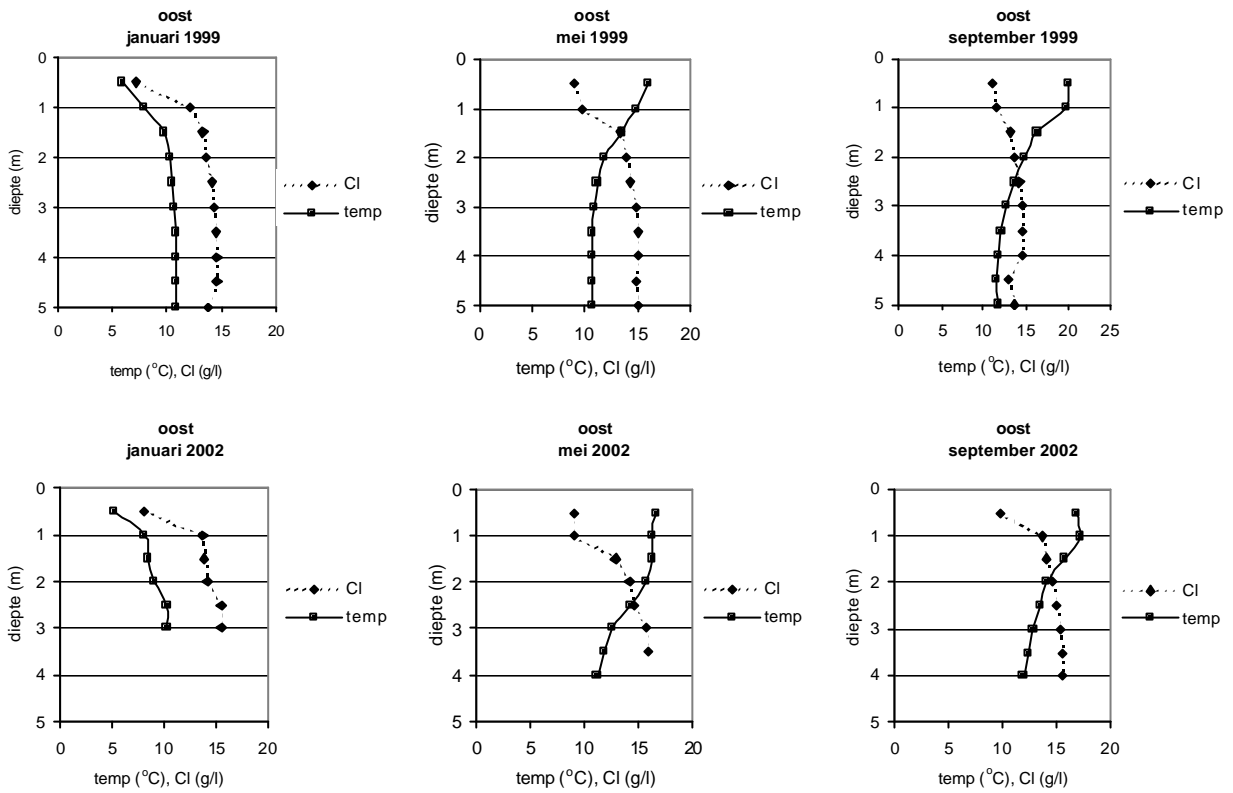 oost
januari 1999
0
1
2
3
4
5
diepte (m)
0 5 10 15 20
temp (°C), Cl (g/l)
Cl
temp
oost
mei 1999
0
1
2
3
4
5
diepte (m)
0 5 10 15 20
temp (°C), Cl (g/l)
Cl
temp
oost
september 1999
0
1
2
3
4
5
diepte (m)
0 5 10 15 20 25
temp (°C), Cl (g/l)
Cl
temp
oost
januari 2002
0
1
2
3
4
5
diepte (m)
0 5 10 15 20
temp (°C), Cl (g/l)
Cl
temp
oost
mei 2002
0
1
2
3
4
5
diepte (m)
0 5 10 15 20
temp (°C), Cl (g/l)
Cl
temp
oost
september 2002
0
1
2
3
4
5
diepte (m)
0 5 10 15 20
temp (°C), Cl (g/l)
Cl
temp